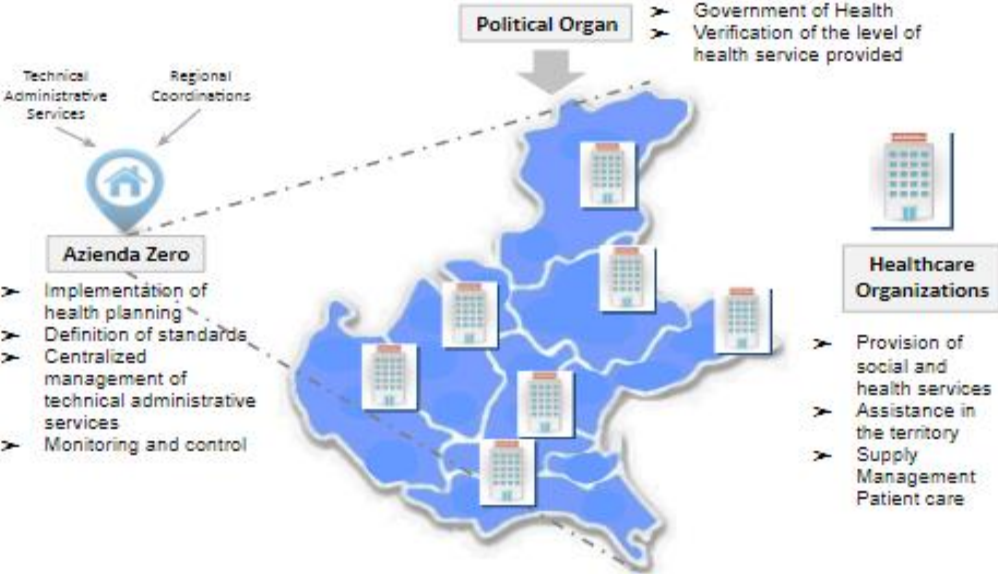 Political Organ
➤ Government of Health
➤ Verification of the level of
health service provided
Technical
Administrative
Services
Regional
Coordinations
Azienda Zero
➤ Implementation of
health planning
➤ Definition of standards
➤ Centralized
management of
technical administrative
services
➤ Monitoring and control
Healthcare
Organizations
➤ Provision of
social and
health services
➤ Assistance in
the territory
➤ Supply
Management
Patient care